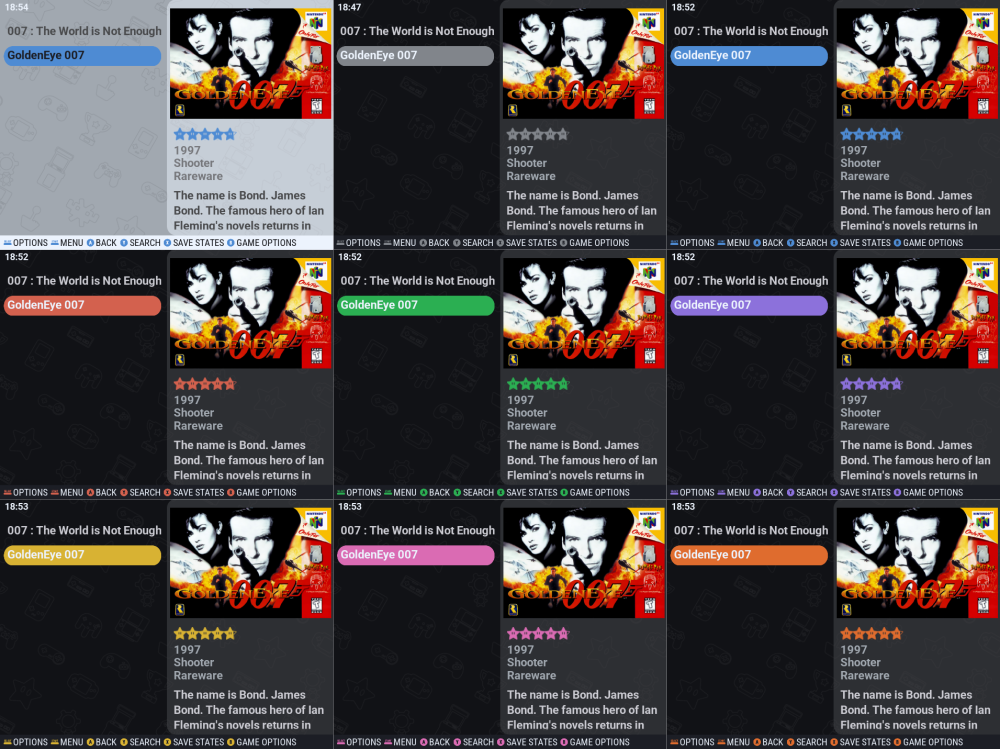 18:54
007 : The World is Not Enough
GoldenEye 007
NINTENDO 64
Only For
GOLDENEYE 007
1997
Shooter
Rareware
The name is Bond. James
Bond. The famous hero of Ian
Fleming's novels returns in
OPTIONS MENU BACK SEARCH SAVE STATES GAME OPTIONS
18:47
007 : The World is Not Enough
GoldenEye 007
NINTENDO 64
Only For
GOLDENEYE 007
1997
Shooter
Rareware
The name is Bond. James
Bond. The famous hero of Ian
Fleming's novels returns in
OPTIONS MENU BACK SEARCH SAVE STATES GAME OPTIONS
18:52
007 : The World is Not Enough
GoldenEye 007
NINTENDO 64
Only For
GOLDENEYE 007
1997
Shooter
Rareware
The name is Bond. James
Bond. The famous hero of Ian
Fleming's novels returns in
OPTIONS MENU BACK SEARCH SAVE STATES GAME OPTIONS
18:52
007 : The World is Not Enough
GoldenEye 007
NINTENDO 64
Only For
GOLDENEYE 007
1997
Shooter
Rareware
The name is Bond. James
Bond. The famous hero of Ian
Fleming's novels returns in
OPTIONS MENU BACK SEARCH SAVE STATES GAME OPTIONS
18:52
007 : The World is Not Enough
GoldenEye 007
NINTENDO 64
Only For
GOLDENEYE 007
1997
Shooter
Rareware
The name is Bond. James
Bond. The famous hero of Ian
Fleming's novels returns in
OPTIONS MENU BACK SEARCH SAVE STATES GAME OPTIONS
18:52
007 : The World is Not Enough
GoldenEye 007
NINTENDO 64
Only For
GOLDENEYE 007
1997
Shooter
Rareware
The name is Bond. James
Bond. The famous hero of Ian
Fleming's novels returns in
OPTIONS MENU BACK SEARCH SAVE STATES GAME OPTIONS
18:53
007 : The World is Not Enough
GoldenEye 007
NINTENDO 64
Only For
GOLDENEYE 007
1997
Shooter
Rareware
The name is Bond. James
Bond. The famous hero of Ian
Fleming's novels returns in
OPTIONS MENU BACK SEARCH SAVE STATES GAME OPTIONS
18:53
007 : The World is Not Enough
GoldenEye 007
NINTENDO 64
Only For
GOLDENEYE 007
1997
Shooter
Rareware
The name is Bond. James
Bond. The famous hero of Ian
Fleming's novels returns in
OPTIONS MENU BACK SEARCH SAVE STATES GAME OPTIONS
18:53
007 : The World is Not Enough
GoldenEye 007
NINTENDO 64
Only For
GOLDENEYE 007
1997
Shooter
Rareware
The name is Bond. James
Bond. The famous hero of Ian
Fleming's novels returns in
OPTIONS MENU BACK SEARCH SAVE STATES GAME OPTIONS